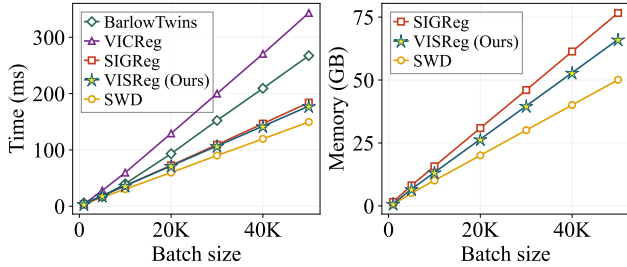 BarlowTwins
VICReg
SIGReg
VISReg (Ours)
SWD
Time (ms)
300
200
100
0
0
20K
40K
Batch size
SIGReg
VISReg (Ours)
SWD
Memory (GB)
75
50
25
0
0
20K
40K
Batch size